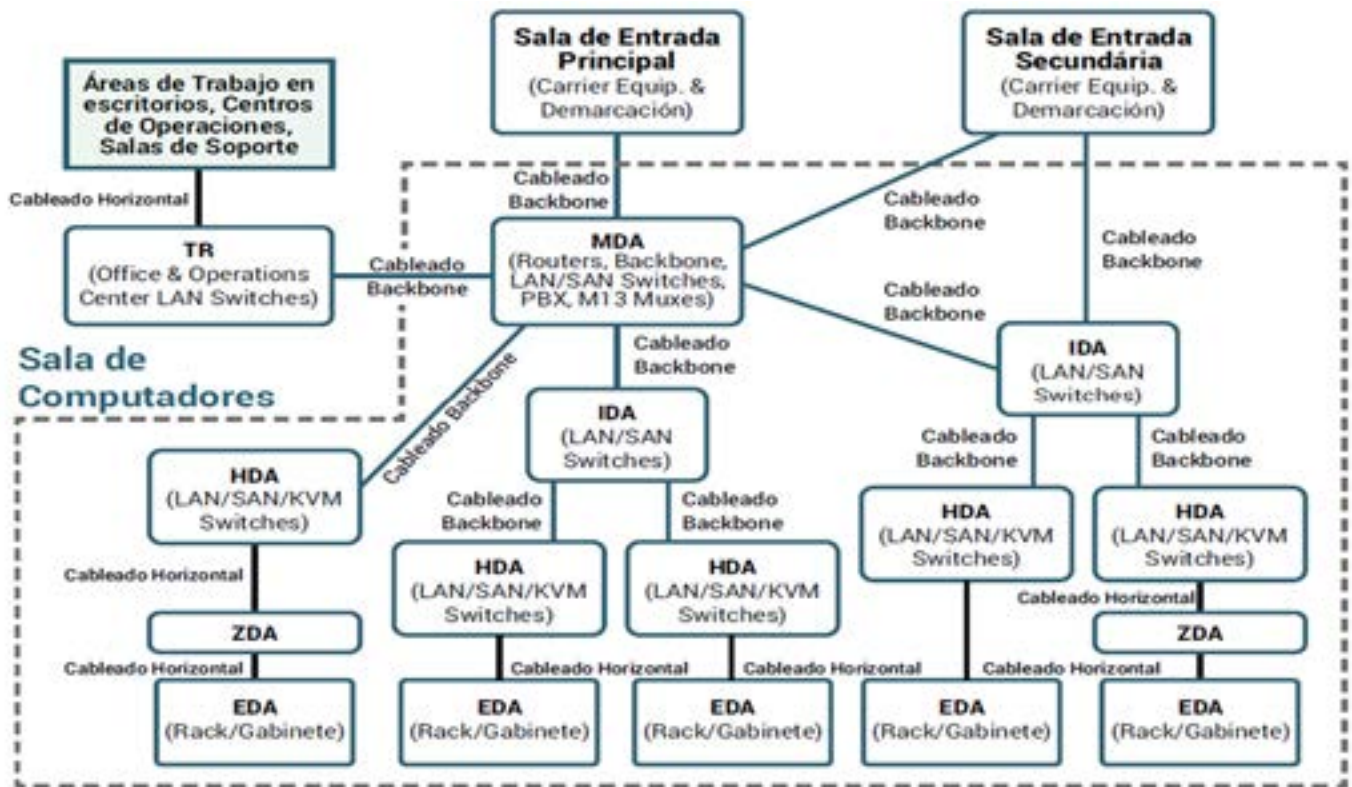 Sala de Entrada
Principal
(Carrier Equip. &
Demarcación)
Sala de Entrada
Secundária
(Carrier Equip. &
Demarcación)
Áreas de Trabajo en
escritorios, Centros
de Operaciones,
Salas de Soporte
Cableado Horizontal
Cableado
Backbone
Cableado
Backbone
Cableado
Backbone
TR
(Office & Operations
Center LAN Switches)
Cableado
Backbone
MDA
(Routers, Backbone,
LAN/SAN Switches,
PBX, M13 Muxes)
Cableado
Backbone
Sala de
Computadores
Cableado Backbone
Cableado
Backbone
IDA
(LAN/SAN
Switches)
IDA
(LAN/SAN
Switches)
Cableado
Backbone
Cableado
Backbone
HDA
(LAN/SAN/KVM
Switches)
Cableado
Backbone
Cableado
Backbone
HDA
(LAN/SAN/KVM
Switches)
HDA
(LAN/SAN/KVM
Switches)
Cableado Horizontal
HDA
(LAN/SAN/KVM
Switches)
HDA
(LAN/SAN/KVM
Switches)
Cableado Horizontal
ZDA
ZDA
Cableado Horizontal
Cableado Horizontal
Cableado Horizontal
Cableado Horizontal
EDA
(Rack/Gabinete)
EDA
(Rack/Gabinete)
EDA
(Rack/Gabinete)
EDA
(Rack/Gabinete)
EDA
(Rack/Gabinete)